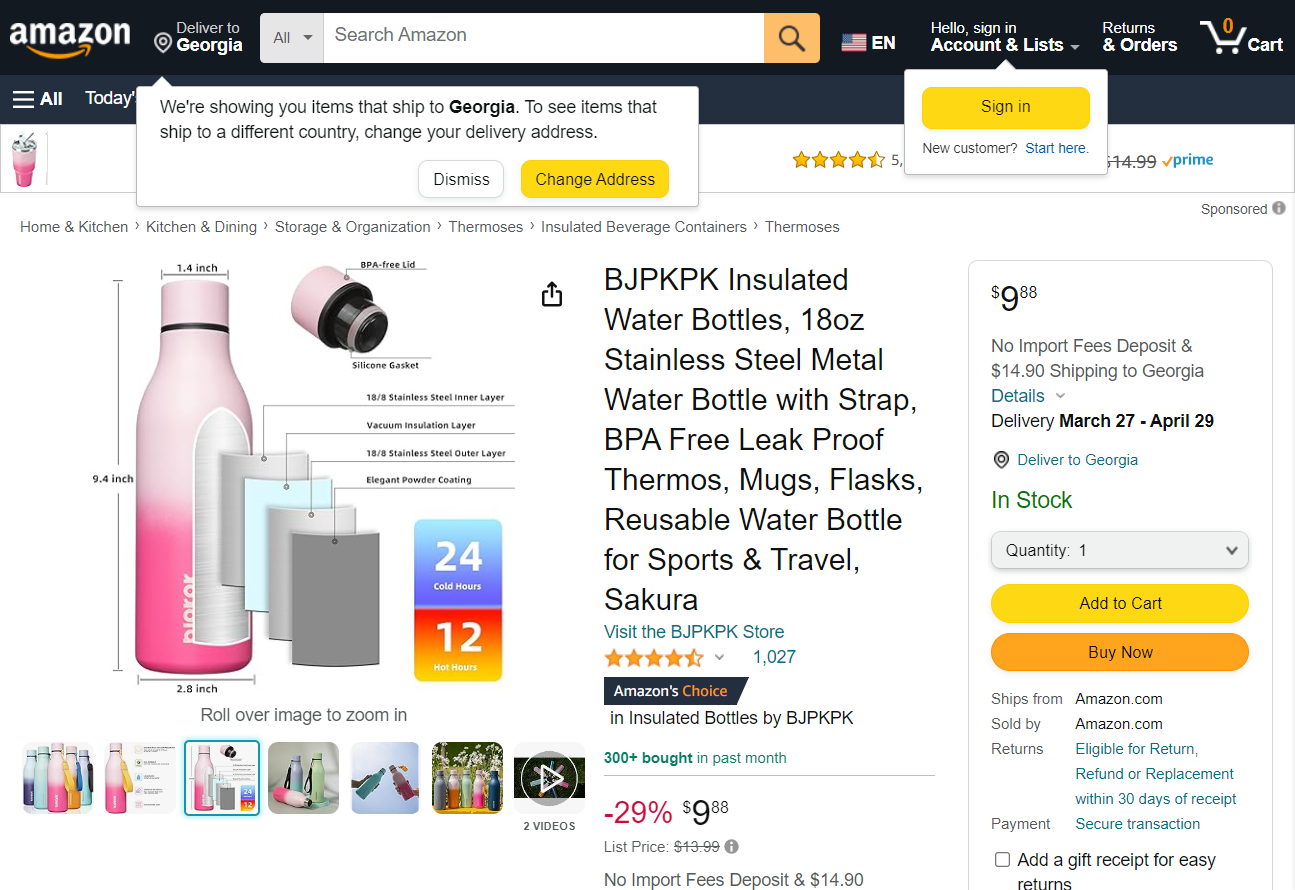 amazon
Deliver to
Georgia
All
Search Amazon
EN
Hello, sign in
Account & Lists
Returns
& Orders
0
Cart
All
Today'
We're showing you items that ship to Georgia. To see items that
ship to a different country, change your delivery address.
Dismiss
Change Address
Sign in
New customer? Start here.
5,
$14.99
prime
Sponsored
Home & Kitchen › Kitchen & Dining › Storage & Organization › Thermoses › Insulated Beverage Containers › Thermoses
1.4 inch
BPA-free Lid
Silicone Gasket
18/8 Stainless Steel Inner Layer
Vacuum Insulation Layer
18/8 Stainless Steel Outer Layer
Elegant Powder Coating
9.4 inch
24
Cold Hours
12
Hot Hours
2.8 inch
Roll over image to zoom in
2 VIDEOS
BJPKPK Insulated
Water Bottles, 18oz
Stainless Steel Metal
Water Bottle with Strap,
BPA Free Leak Proof
Thermos, Mugs, Flasks,
Reusable Water Bottle
for Sports & Travel,
Sakura
Visit the BJPKPK Store
1,027
Amazon's Choice
in Insulated Bottles by BJPKPK
300+ bought in past month
-29% $9 88
List Price: $13.99
No Import Fees Deposit & $14.90
$9 88
No Import Fees Deposit &
$14.90 Shipping to Georgia
Details
Delivery March 27 - April 29
Deliver to Georgia
In Stock
Quantity: 1
Add to Cart
Buy Now
Ships from Amazon.com
Sold by Amazon.com
Returns Eligible for Return,
Refund or Replacement
within 30 days of receipt
Payment Secure transaction
Add a gift receipt for easy
returns